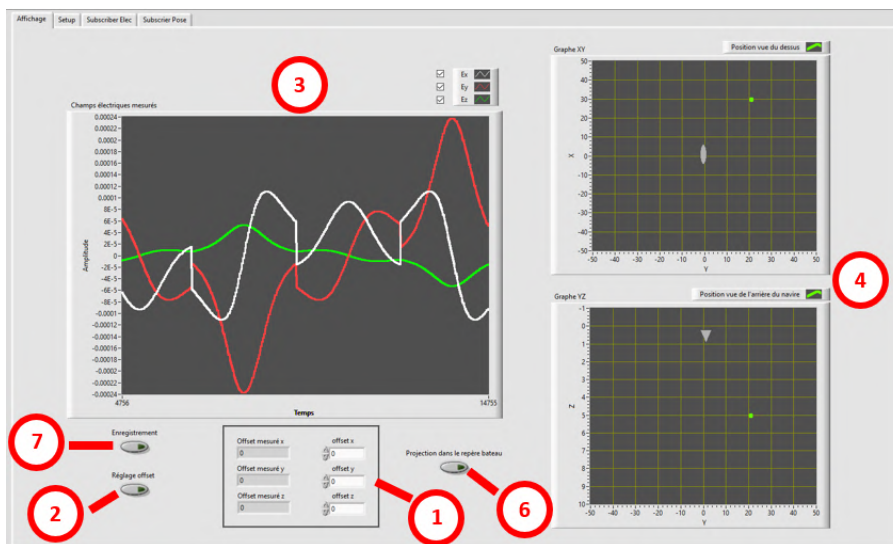 Affichage Setup Subscriber Elec Subscrier Pose
3
Ex
Ey
Ez
Champs électriques mesurés
0.00024
0.00022
0.0002
0.00018
0.00016
0.00014
0.00012
0.0001
8E-5
6E-5
4E-5
2E-5
0
-2E-5
-4E-5
-6E-5
-8E-5
-0.0001
-0.00012
-0.00014
-0.00016
-0.00018
-0.0002
-0.00022
-0.00024
Amplitude
4756 14755
Temps
Graphe XY
Position vue du dessus
50
40
30
20
10
0
-10
-20
-30
-40
-50
X
-50 -40 -30 -20 -10 0 10 20 30 40 50
Y
4
Graphe YZ
Position vue de l'arrière du navire
-1
0
1
2
3
4
5
6
7
8
9
10
Z
-50 -40 -30 -20 -10 0 10 20 30 40 50
Y
7
Enregistrement
2
Réglage offset
Offset mesuré x offset x
0 0
Offset mesuré y offset y
0 0
Offset mesuré z offset z
0 0
1
Projection dans le repère bateau
6